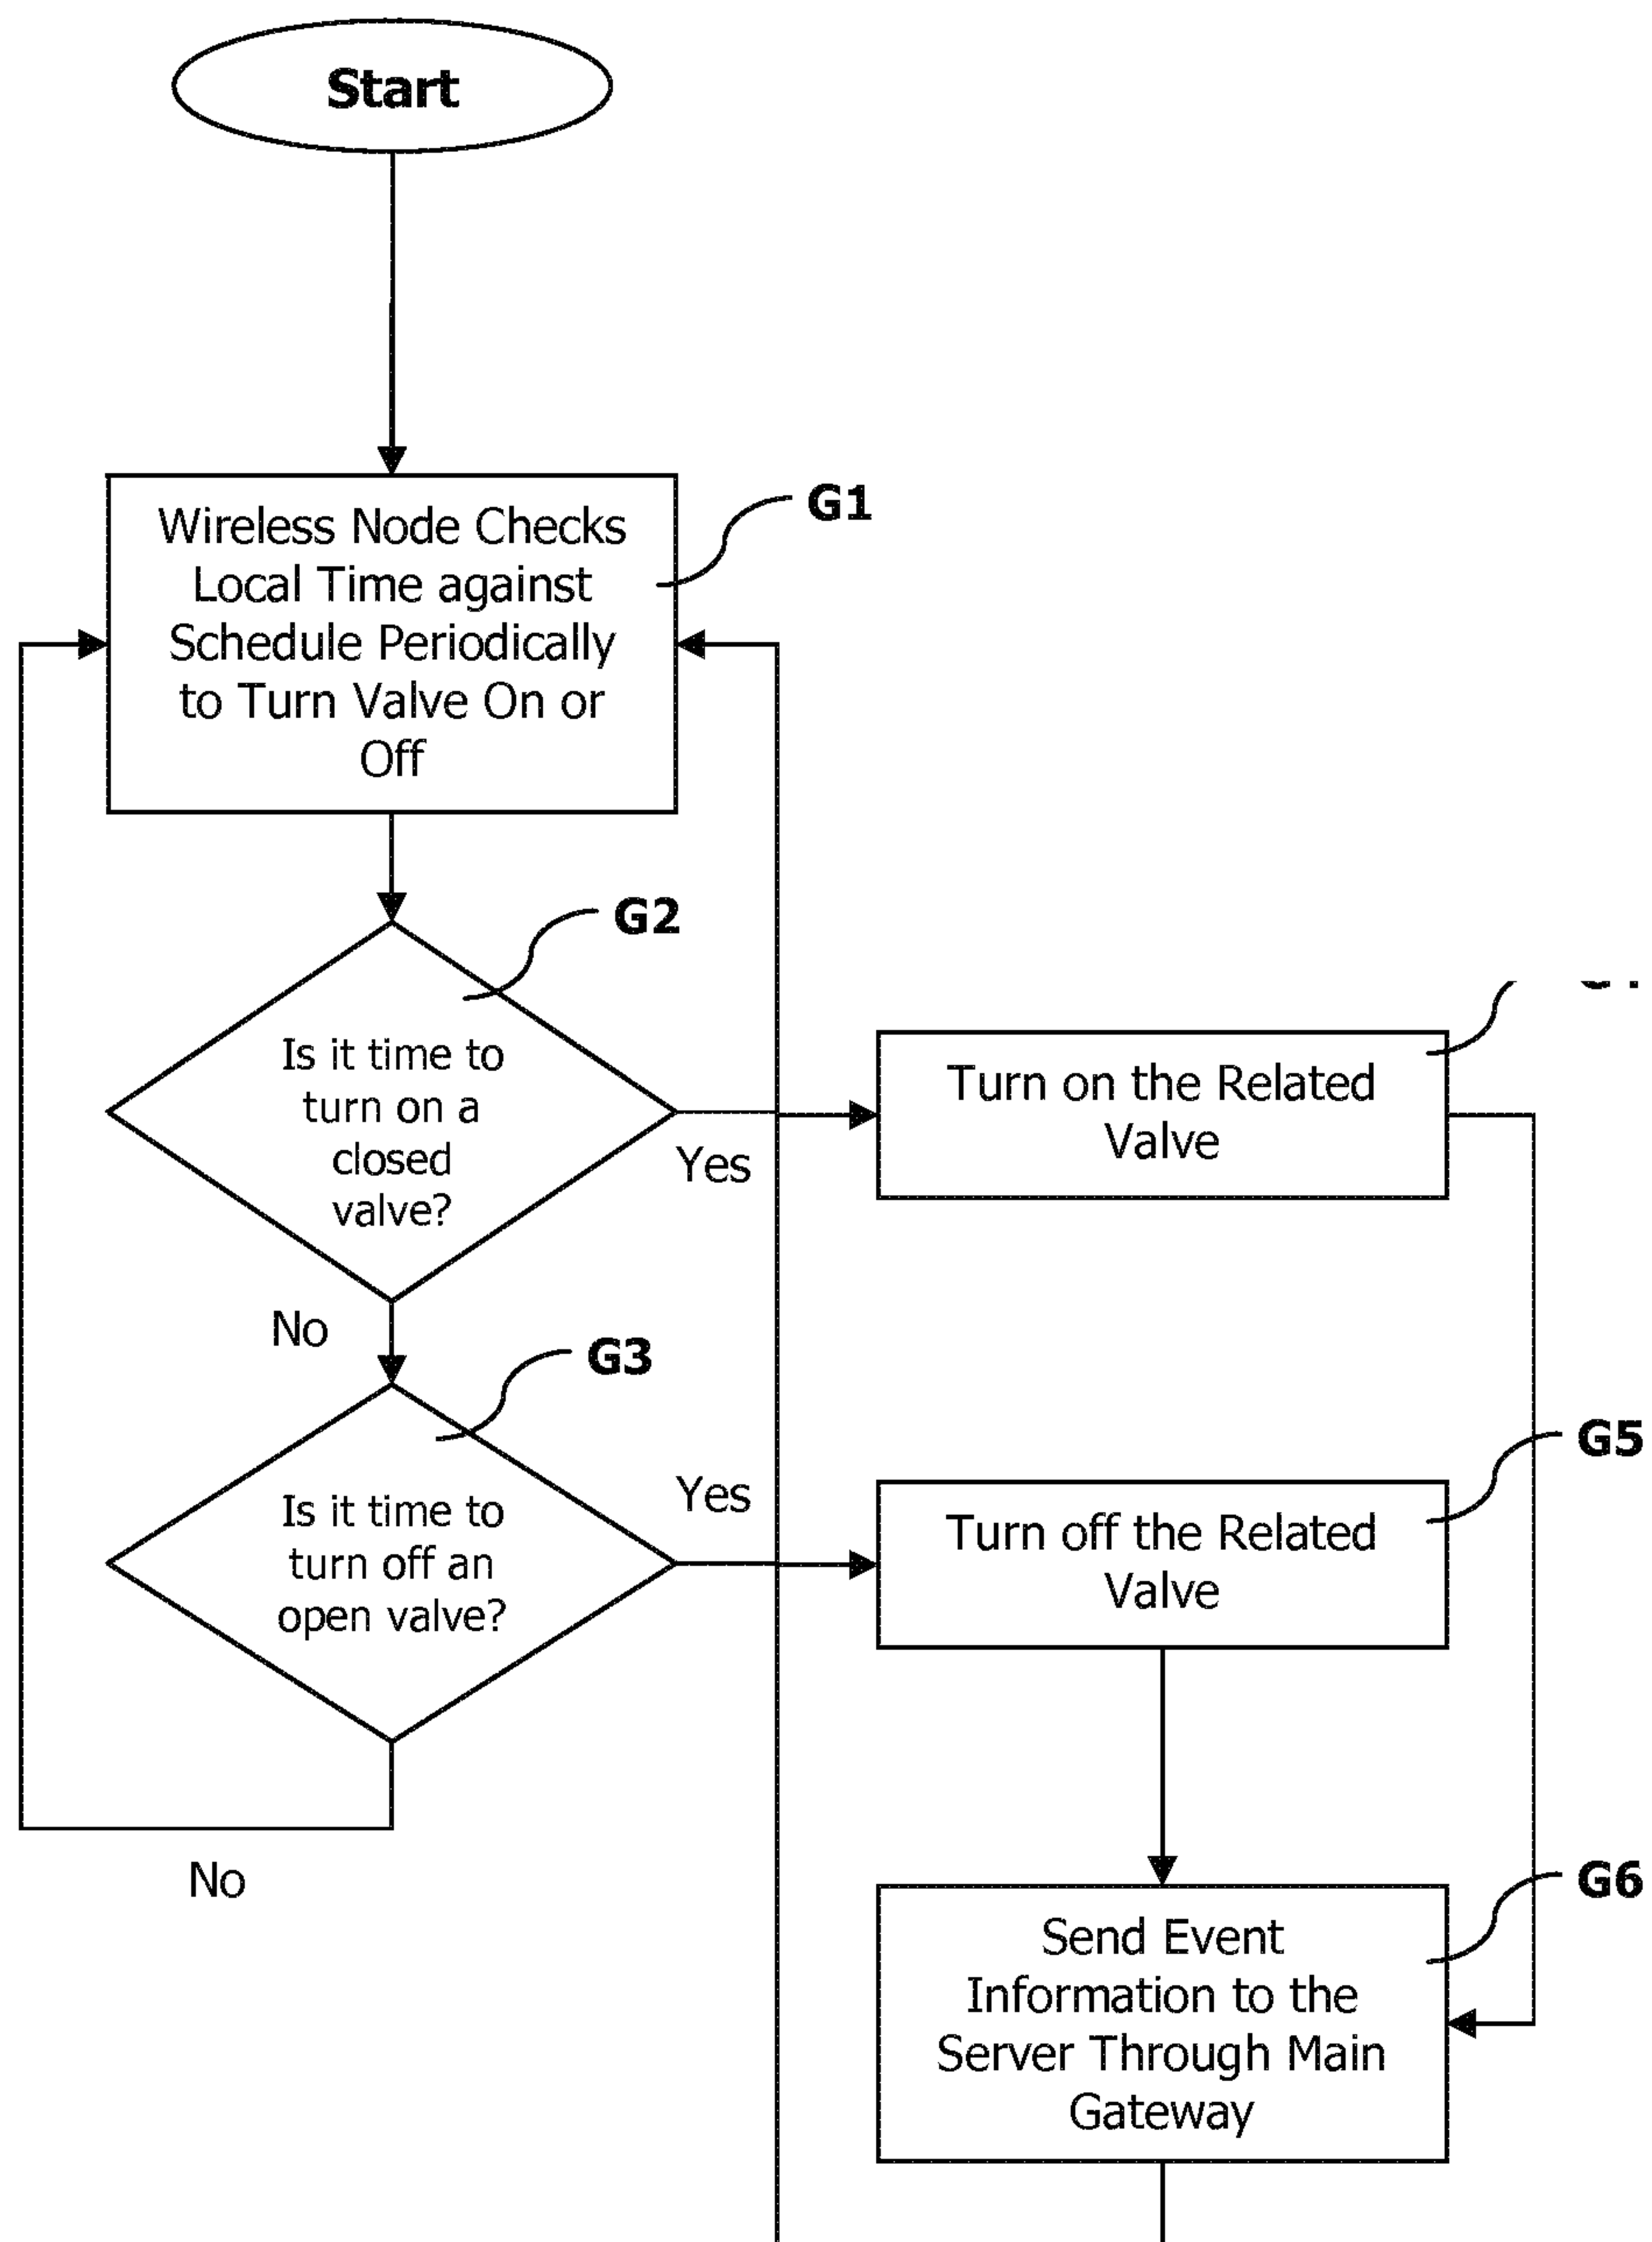 Start
Wireless Node Checks
Local Time against
Schedule Periodically
to Turn Valve On or
Off
G1
G2
Is it time to
turn on a
closed
valve?
Yes
Turn on the Related
Valve
No
G3
Is it time to
turn off an
open valve?
Yes
Turn off the Related
Valve
G5
No
G6
Send Event
Information to the
Server Through Main
Gateway